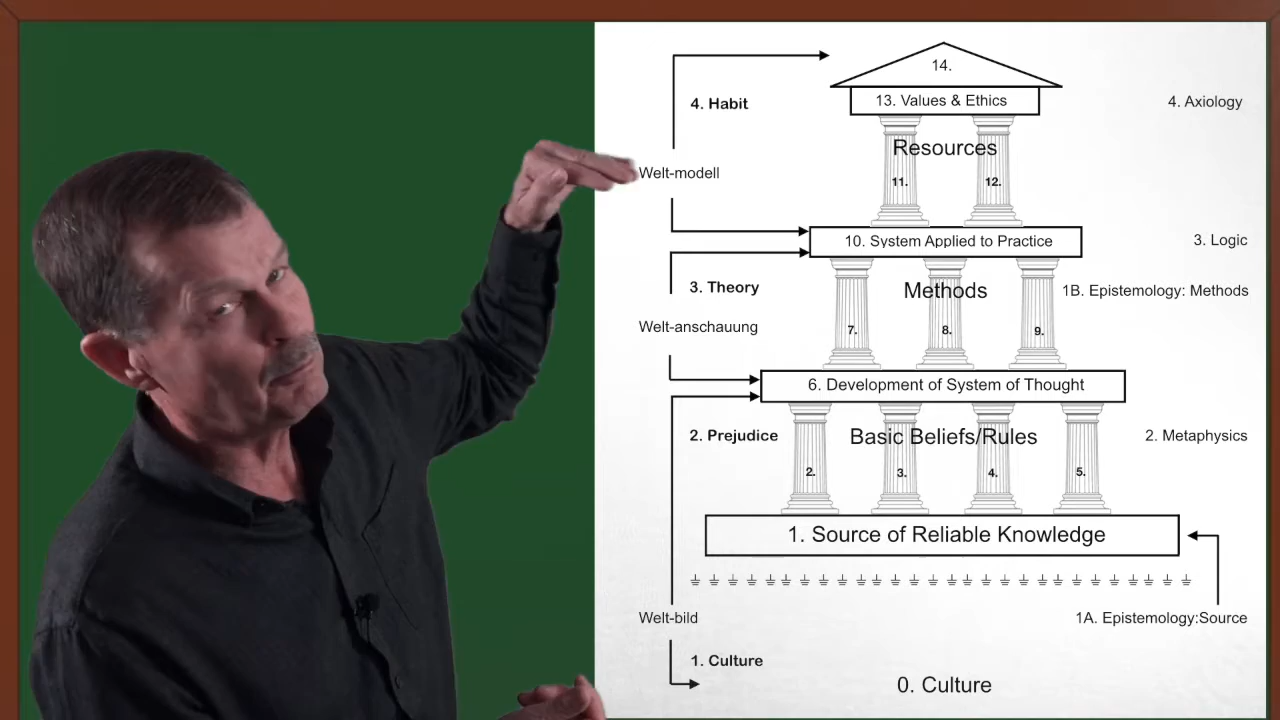 14.
13. Values & Ethics
4. Habit
4. Axiology
Resources
Welt-modell
11.
12.
10. System Applied to Practice
3. Logic
3. Theory
Methods
1B. Epistemology: Methods
Welt-anschauung
7.
8.
9.
6. Development of System of Thought
2. Prejudice
Basic Beliefs/Rules
2. Metaphysics
2.
3.
4.
5.
1. Source of Reliable Knowledge
Welt-bild
1A. Epistemology:Source
1. Culture
0. Culture